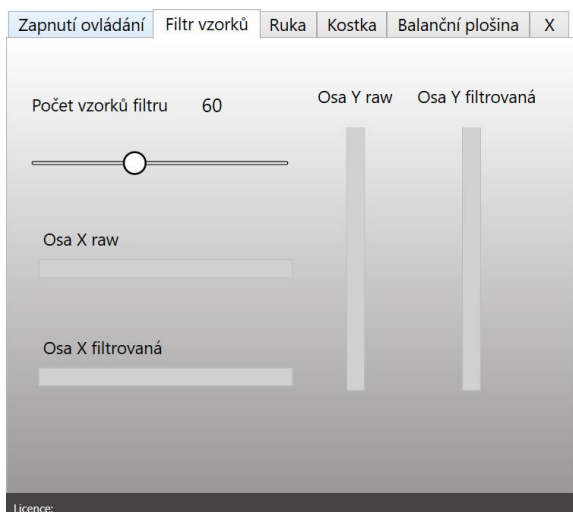 Zapnutí ovládání Filtr vzorků Ruka Kostka Balanční plošina X
Počet vzorků filtru 60
Osa Y raw Osa Y filtrovaná
Osa X raw
Osa X filtrovaná
Licence: